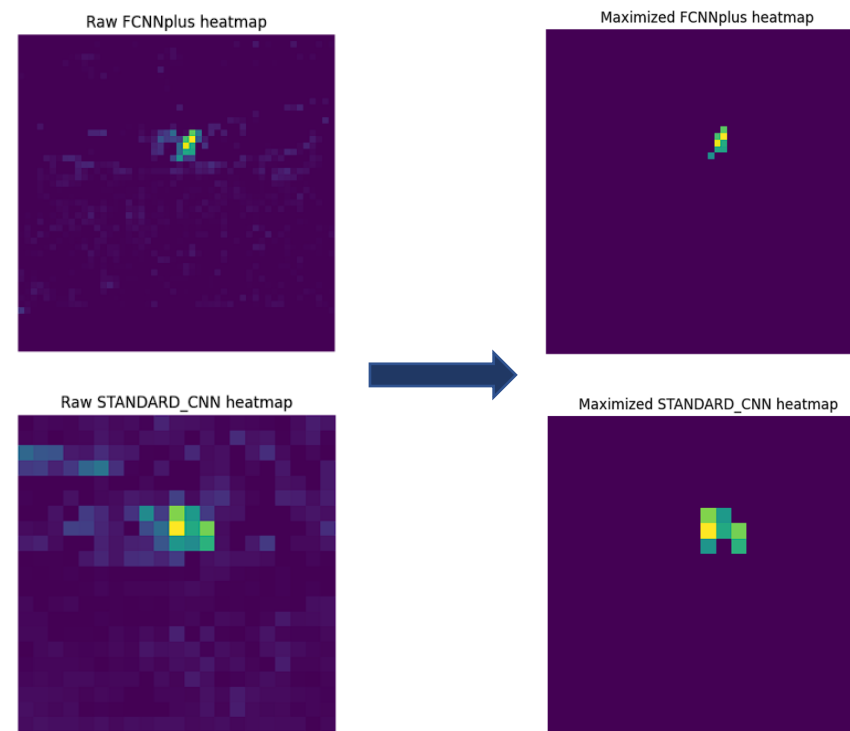 Raw FCNNplus heatmap
Maximized FCNNplus heatmap
Raw STANDARD_CNN heatmap
Maximized STANDARD_CNN heatmap